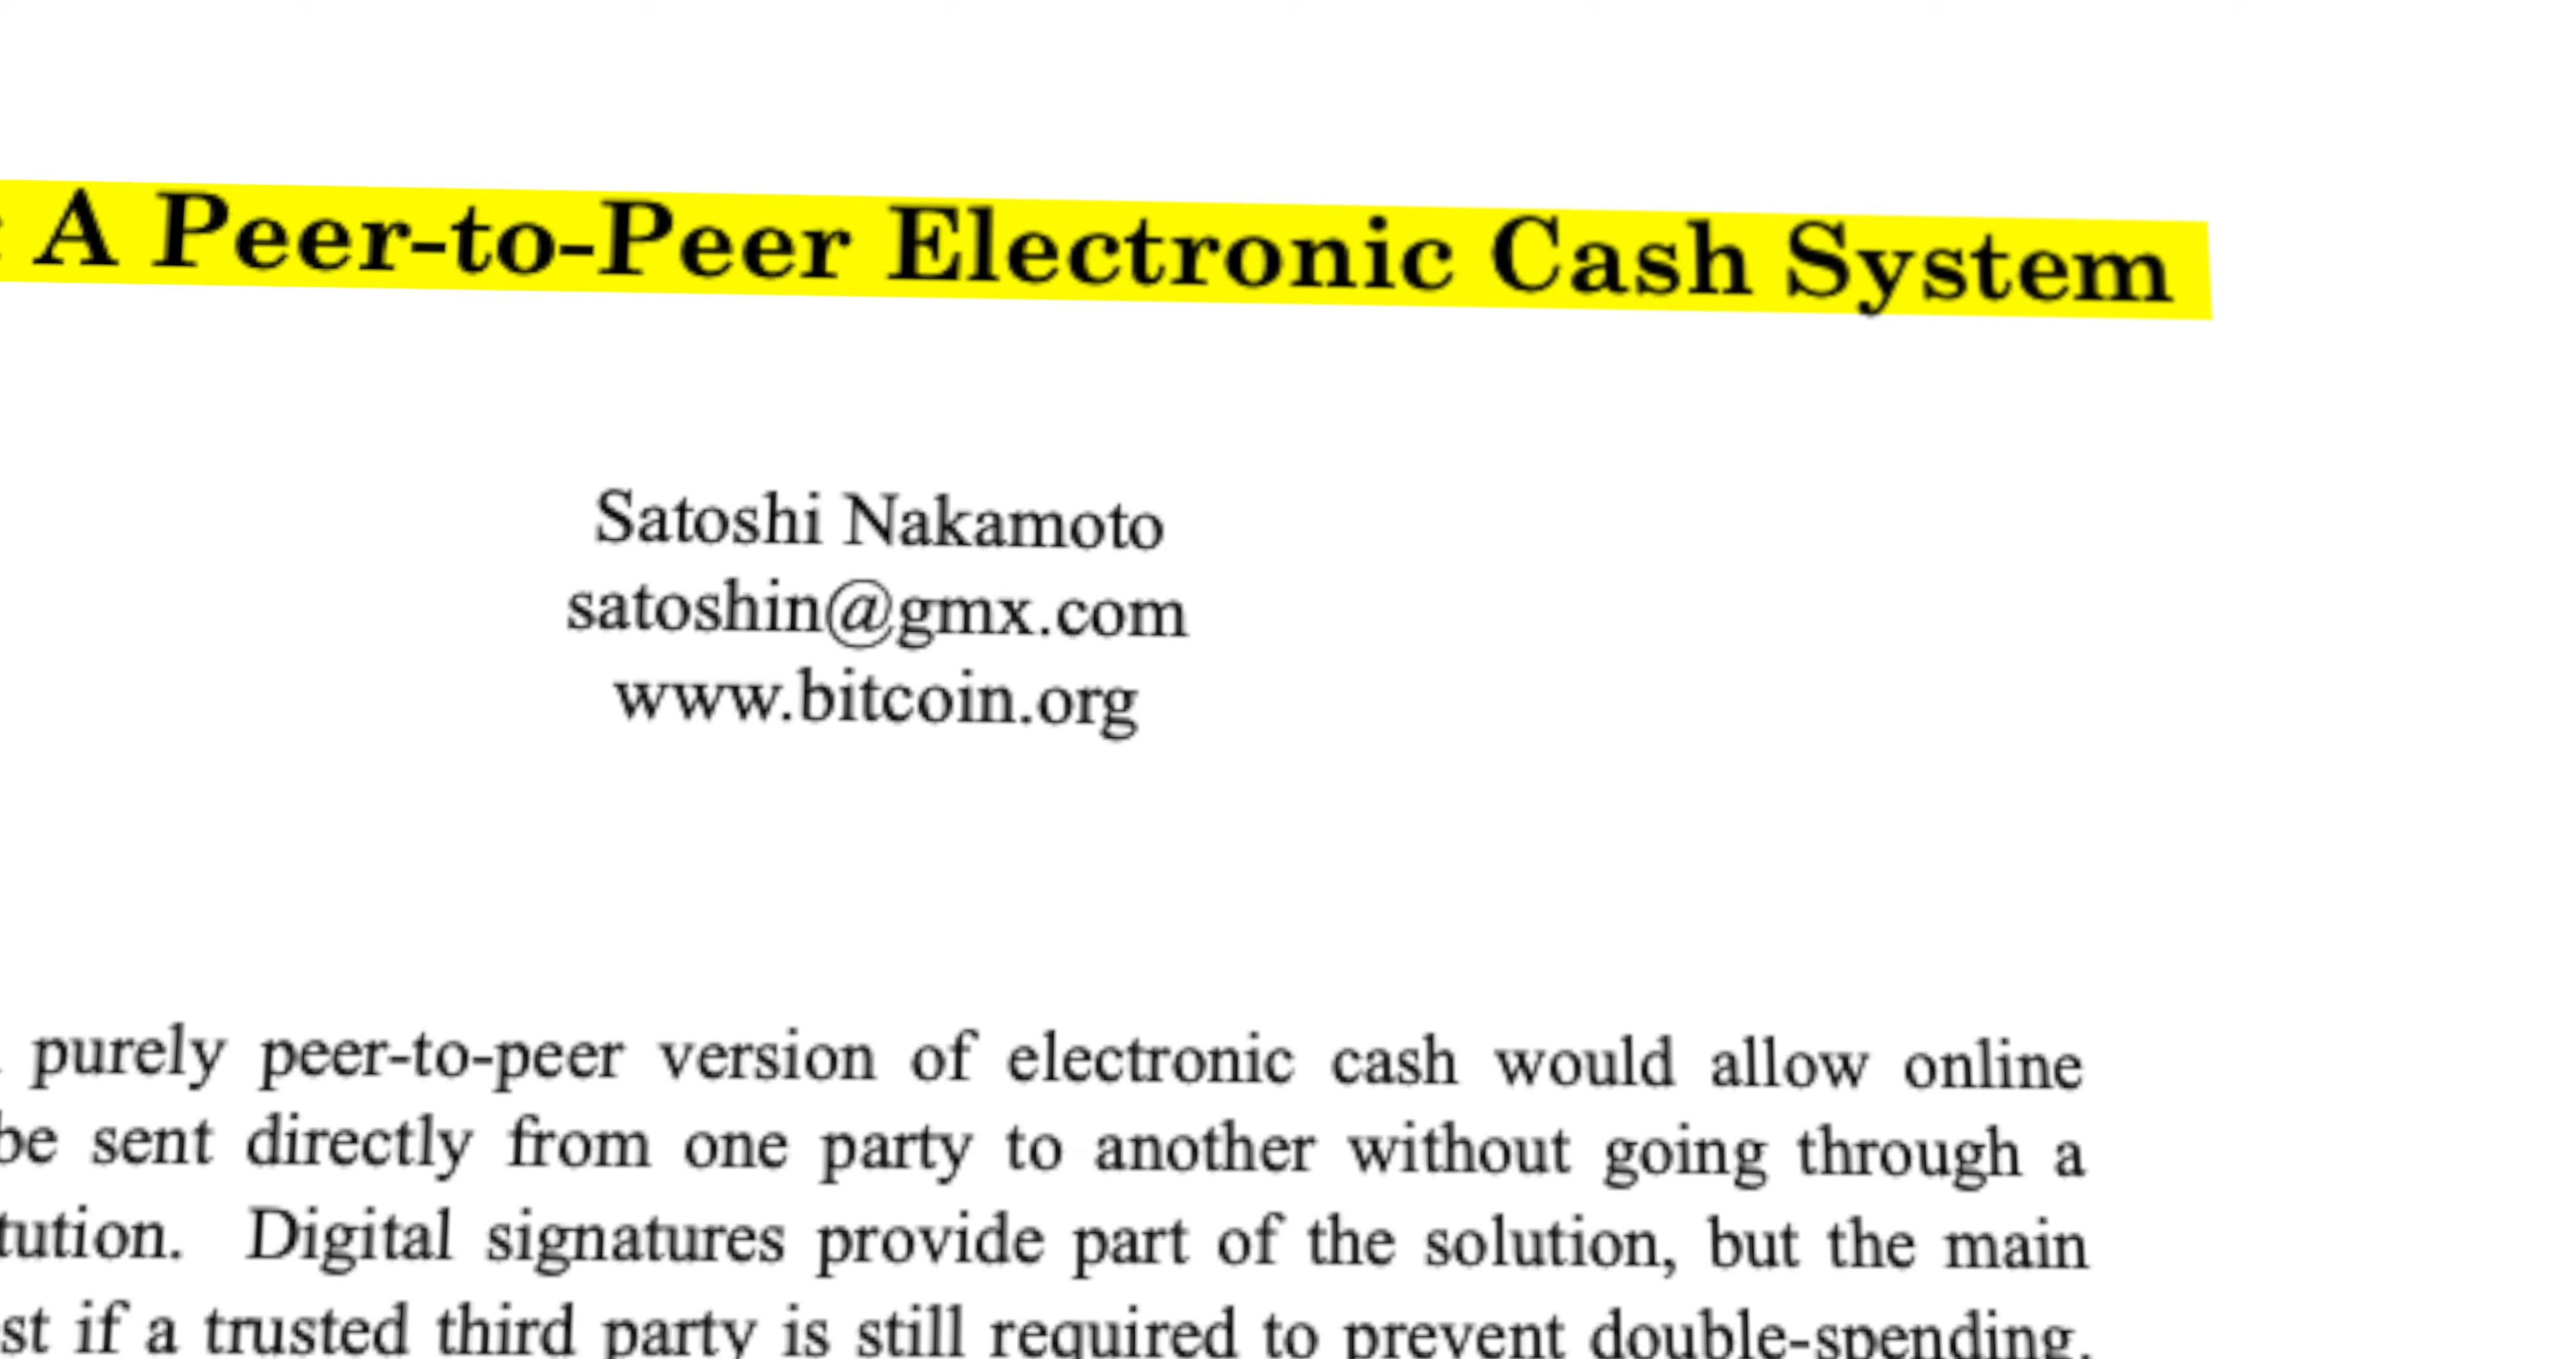 : A Peer-to-Peer Electronic Cash System
Satoshi Nakamoto
satoshin@gmx.com
www.bitcoin.org
purely peer-to-peer version of electronic cash would allow online
be sent directly from one party to another without going through a
tution. Digital signatures provide part of the solution, but the main
st if a trusted third party is still required to prevent double-spending.